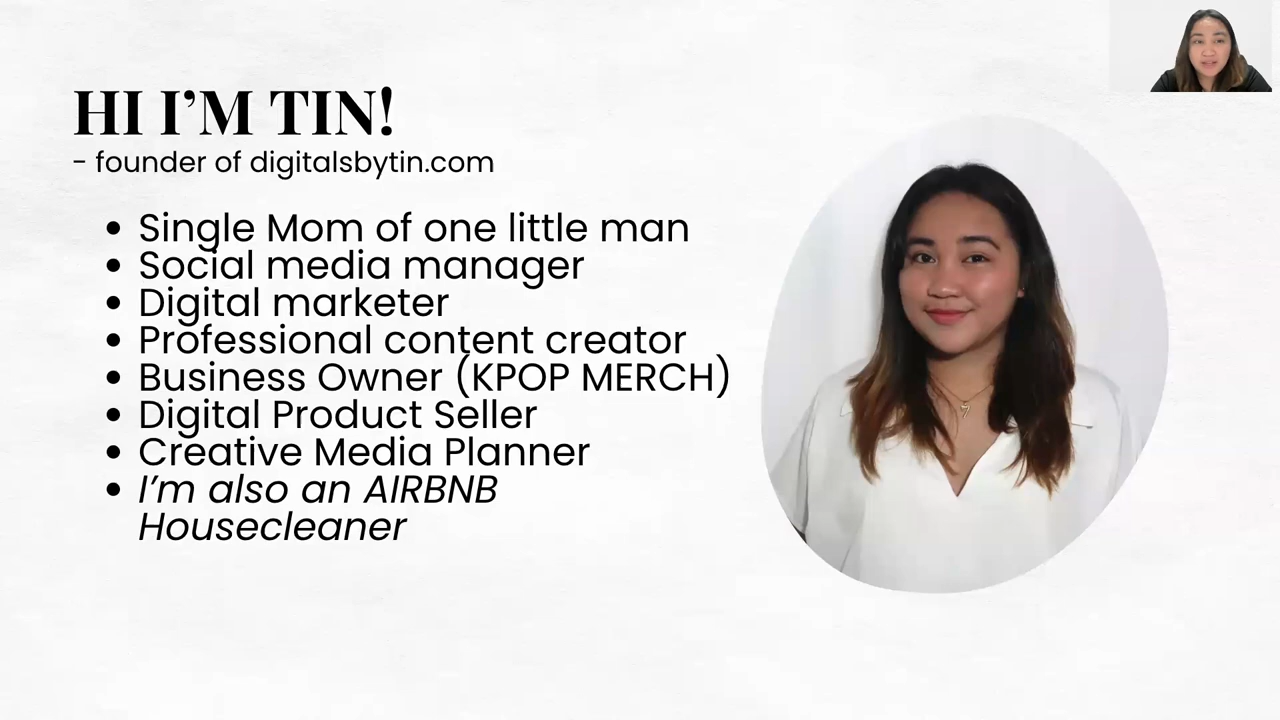 HI I’M TIN!
- founder of digitalsbytin.com
• Single Mom of one little man
• Social media manager
• Digital marketer
• Professional content creator
• Business Owner (KPOP MERCH)
• Digital Product Seller
• Creative Media Planner
• I’m also an AIRBNB
Housecleaner